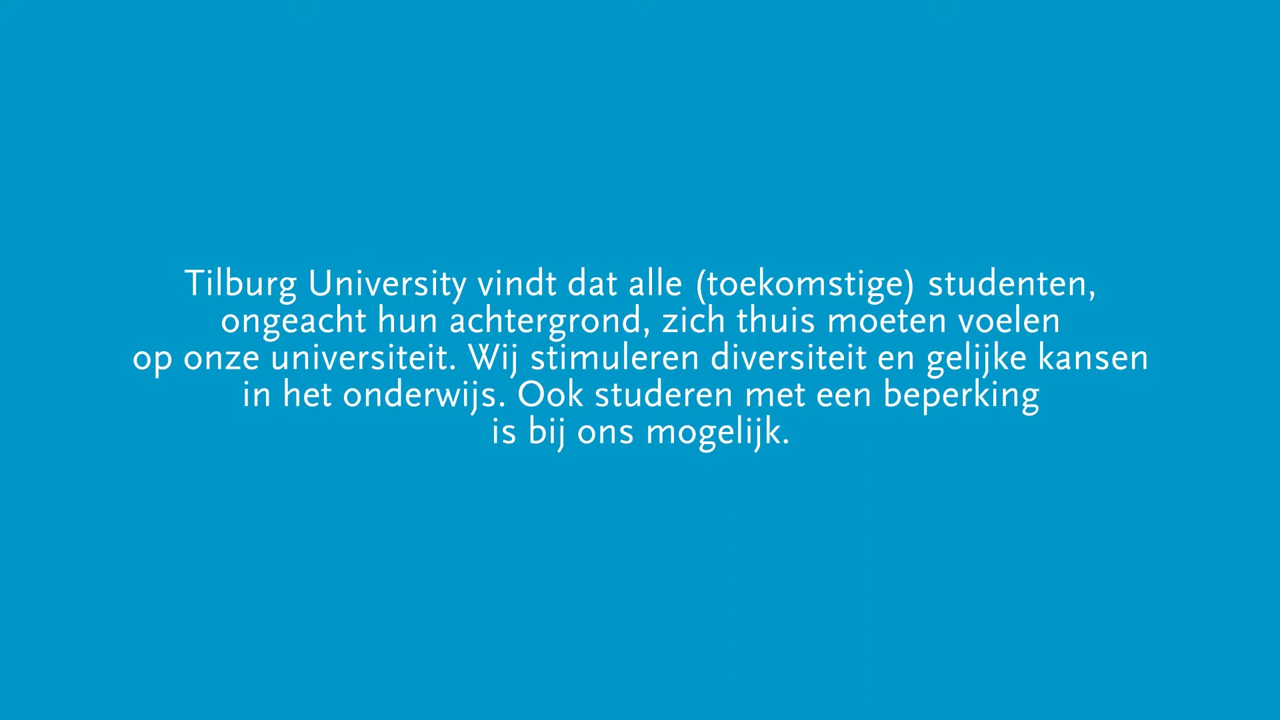 Tilburg University vindt dat alle (toekomstige) studenten,
ongeacht hun achtergrond, zich thuis moeten voelen
op onze universiteit. Wij stimuleren diversiteit en gelijke kansen
in het onderwijs. Ook studeren met een beperking
is bij ons mogelijk.